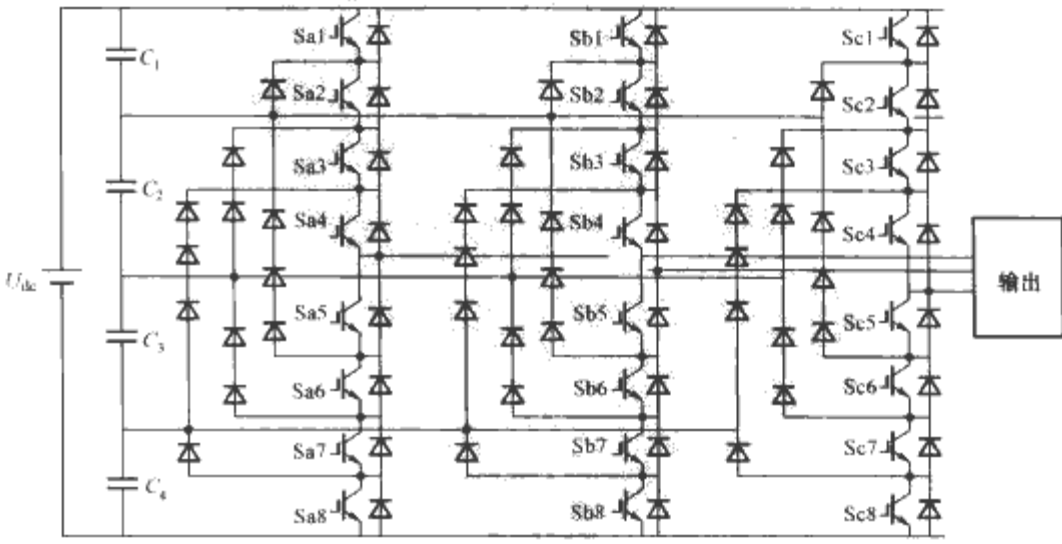 Sa1 Sb1 Sc1
C₁
Sa2 Sb2 Sc2
Sa3 Sb3 Sc3
C₂
Sa4 Sb4 Sc4
U_dc 输出
Sa5 Sb5 Sc5
C₃
Sa6 Sb6 Sc6
Sa7 Sb7 Sc7
C₄
Sa8 Sb8 Sc8